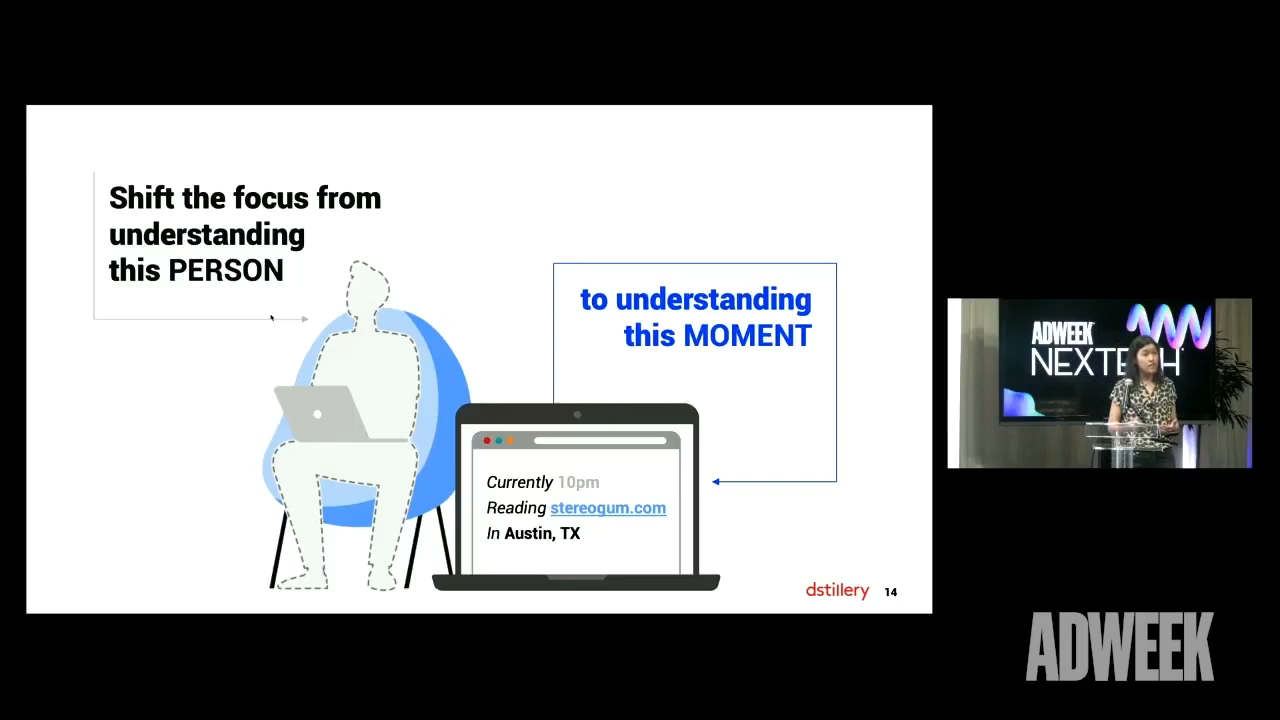 Shift the focus from
understanding
this PERSON
to understanding
this MOMENT
Currently 10pm
Reading stereogum.com
In Austin, TX
dstillery 14
ADWEEK
ADWEEK